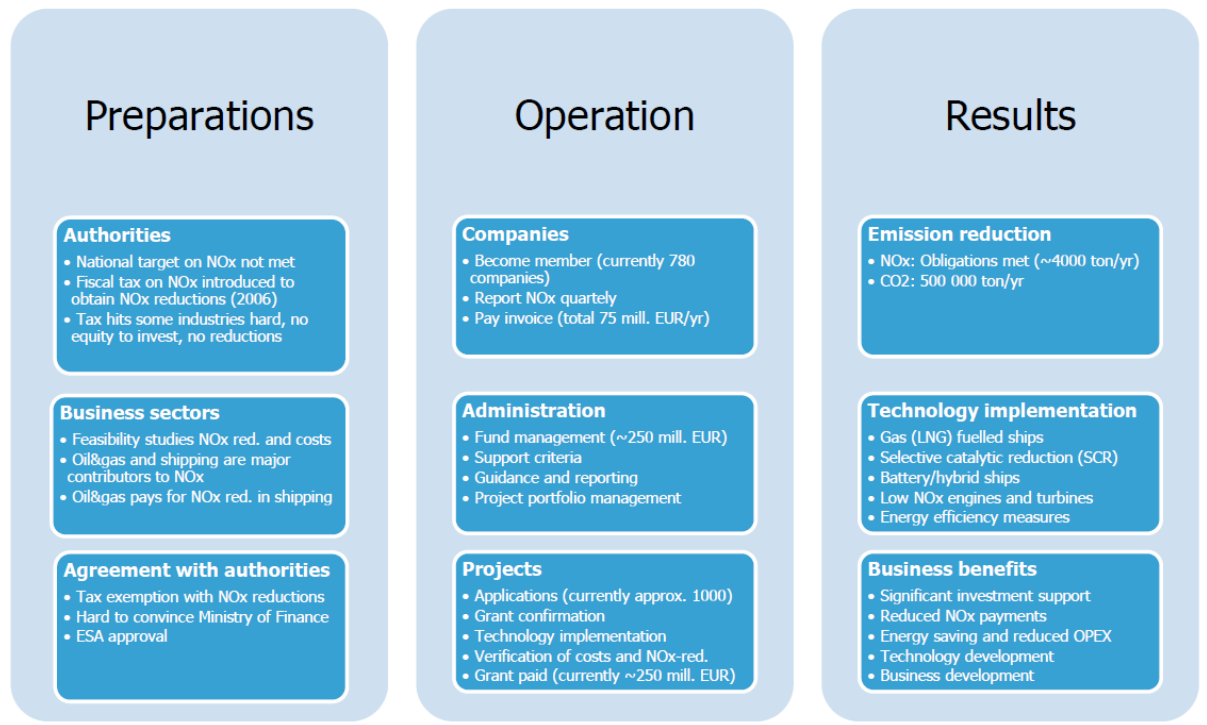 Preparations
Authorities
• National target on NOx not met
• Fiscal tax on NOx introduced to
obtain NOx reductions (2006)
• Tax hits some industries hard, no
equity to invest, no reductions
Business sectors
• Feasibility studies NOx red. and costs
• Oil&gas and shipping are major
contributors to NOx
• Oil&gas pays for NOx red. in shipping
Agreement with authorities
• Tax exemption with NOx reductions
• Hard to convince Ministry of Finance
• ESA approval
Operation
Companies
• Become member (currently 780
companies)
• Report NOx quartely
• Pay invoice (total 75 mill. EUR/yr)
Administration
• Fund management (~250 mill. EUR)
• Support criteria
• Guidance and reporting
• Project portfolio management
Projects
• Applications (currently approx. 1000)
• Grant confirmation
• Technology implementation
• Verification of costs and NOx-red.
• Grant paid (currently ~250 mill. EUR)
Results
Emission reduction
• NOx: Obligations met (~4000 ton/yr)
• CO2: 500 000 ton/yr
Technology implementation
• Gas (LNG) fuelled ships
• Selective catalytic reduction (SCR)
• Battery/hybrid ships
• Low NOx engines and turbines
• Energy efficiency measures
Business benefits
• Significant investment support
• Reduced NOx payments
• Energy saving and reduced OPEX
• Technology development
• Business development